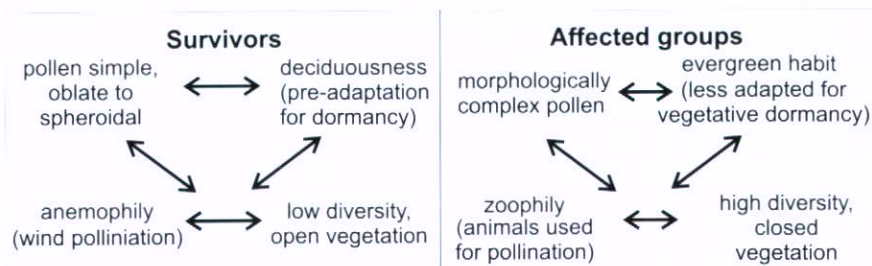 Survivors
pollen simple,
oblate to
spheroidal
deciduousness
(pre-adaptation
for dormancy)
anemophily
(wind polliniation)
low diversity,
open vegetation
Affected groups
morphologically
complex pollen
evergreen habit
(less adapted for
vegetative dormancy)
zoophily
(animals used
for pollination)
high diversity,
closed
vegetation